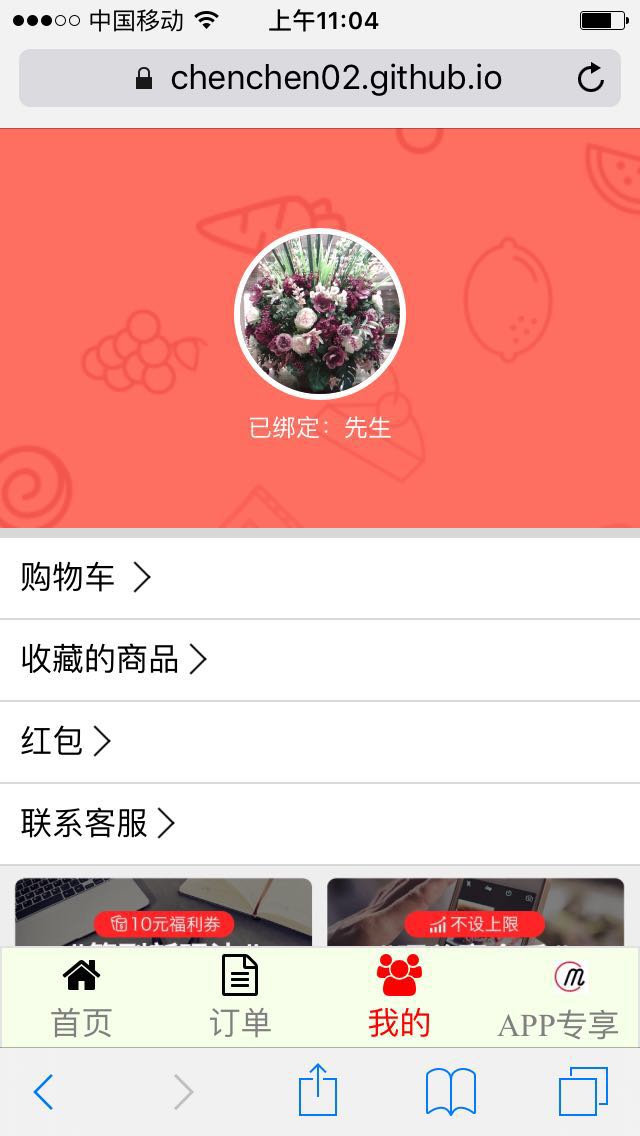 中国移动 上午11:04
chenchen02.github.io
已绑定：先生
购物车
收藏的商品
红包
联系客服
10元福利券 不设上限
首页 订单 我的 APP专享